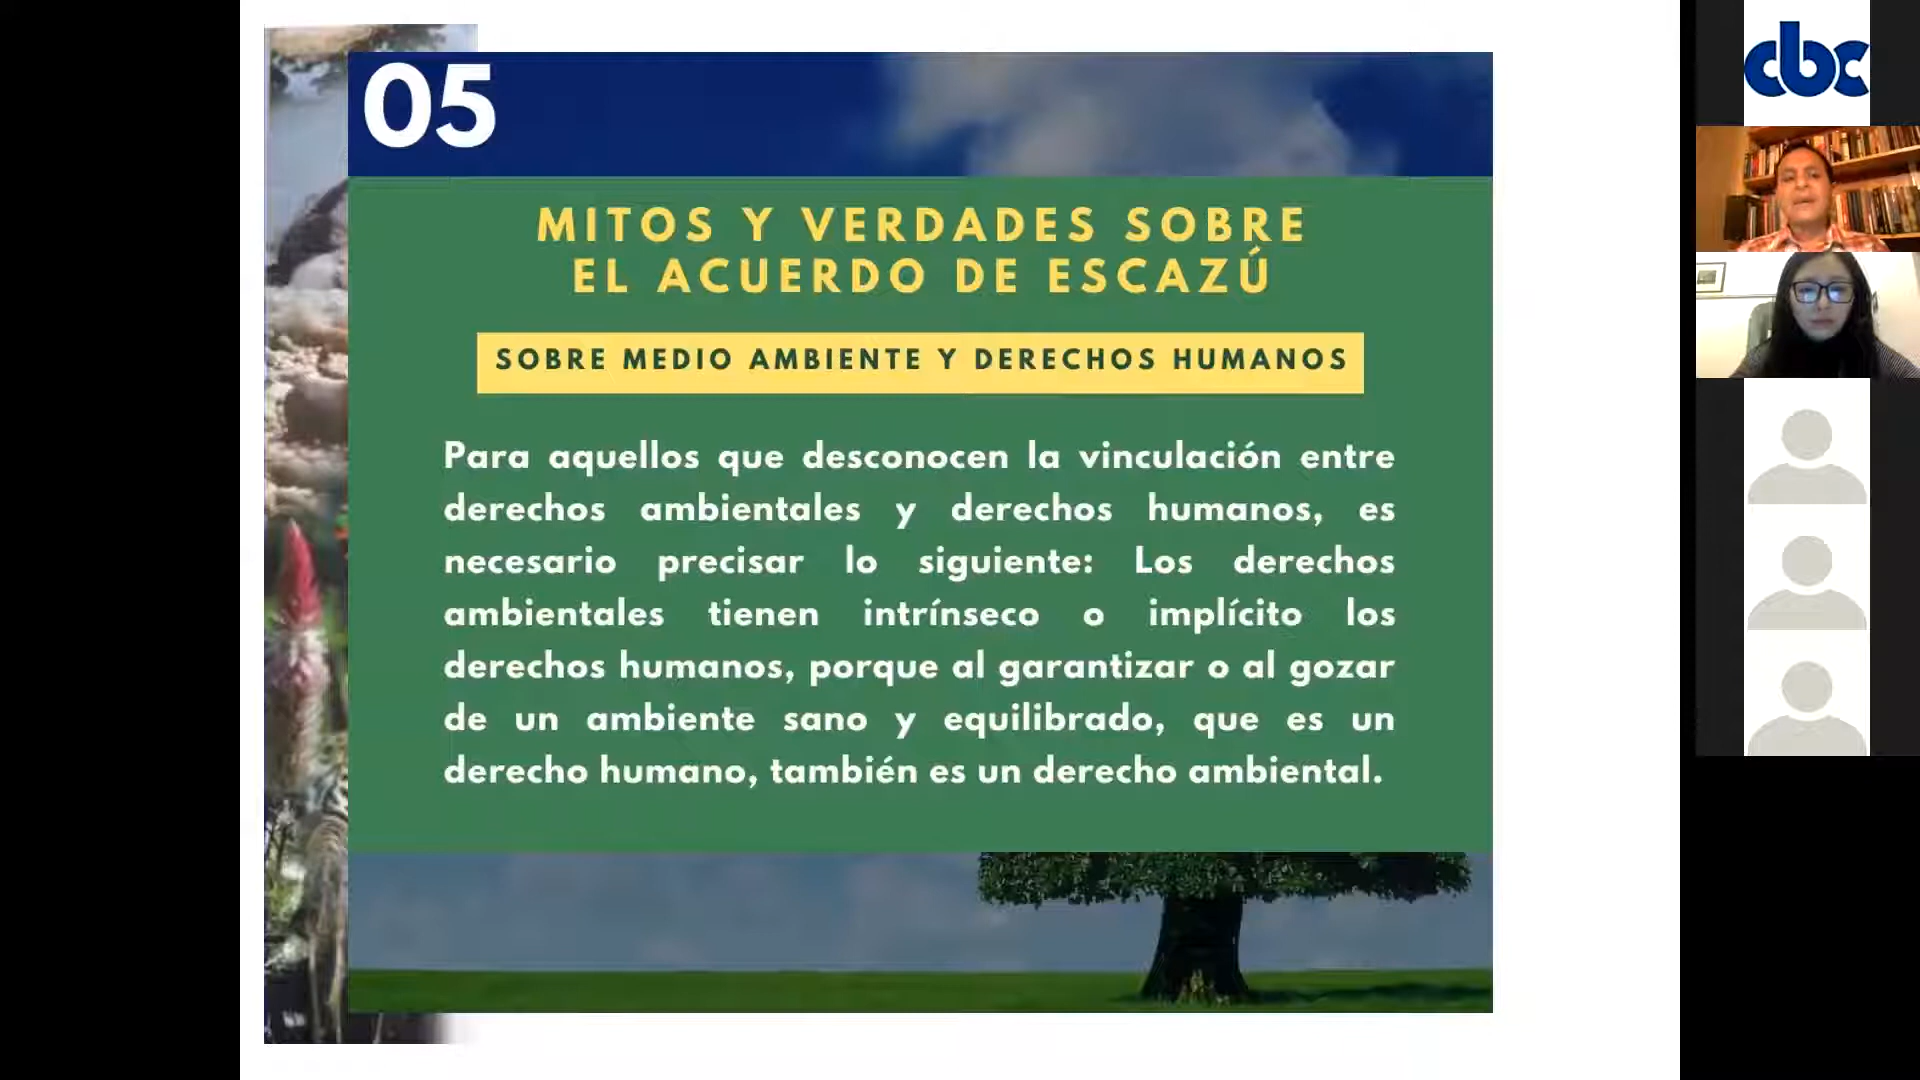 05
MITOS Y VERDADES SOBRE
EL ACUERDO DE ESCAZÚ
SOBRE MEDIO AMBIENTE Y DERECHOS HUMANOS
Para aquellos que desconocen la vinculación entre
derechos ambientales y derechos humanos, es
necesario precisar lo siguiente: Los derechos
ambientales tienen intrínseco o implícito los
derechos humanos, porque al garantizar o al gozar
de un ambiente sano y equilibrado, que es un
derecho humano, también es un derecho ambiental.
cbc